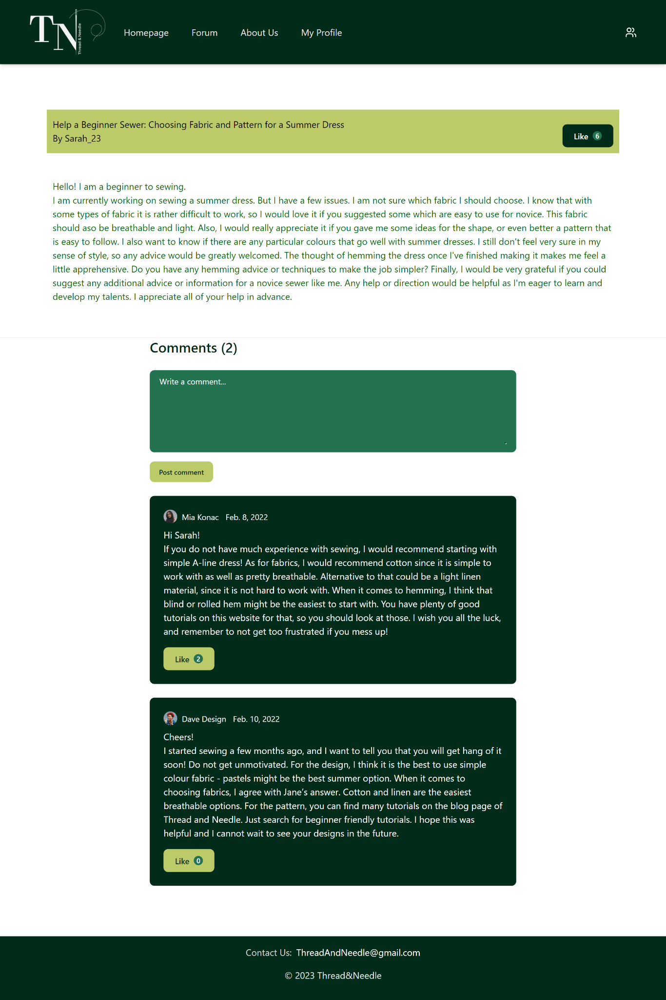 TN
Thread & Needle
Homepage
Forum
About Us
My Profile
Help a Beginner Sewer: Choosing Fabric and Pattern for a Summer Dress
By Sarah_23
Like 6
Hello! I am a beginner to sewing.
I am currently working on sewing a summer dress. But I have a few issues. I am not sure which fabric I should choose. I know that with
some types of fabric it is rather difficult to work, so I would love it if you suggested some which are easy to use for novice. This fabric
should aso be breathable and light. Also, I would really appreciate it if you gave me some ideas for the shape, or even better a pattern that
is easy to follow. I also want to know if there are any particular colours that go well with summer dresses. I still don't feel very sure in my
sense of style, so any advice would be greatly welcomed. The thought of hemming the dress once I've finished making it makes me feel a
little apprehensive. Do you have any hemming advice or techniques to make the job simpler? Finally, I would be very grateful if you could
suggest any additional advice or information for a novice sewer like me. Any help or direction would be helpful as I'm eager to learn and
develop my talents. I appreciate all of your help in advance.
Comments (2)
Write a comment...
Post comment
Mia Konac Feb. 8, 2022
Hi Sarah!
If you do not have much experience with sewing, I would recommend starting with
simple A-line dress! As for fabrics, I would recommend cotton since it is simple to
work with as well as pretty breathable. Alternative to that could be a light linen
material, since it is not hard to work with. When it comes to hemming, I think that
blind or rolled hem might be the easiest to start with. You have plenty of good
tutorials on this website for that, so you should look at those. I wish you all the luck,
and remember to not get too frustrated if you mess up!
Like 2
Dave Design Feb. 10, 2022
Cheers!
I started sewing a few months ago, and I want to tell you that you will get hang of it
soon! Do not get unmotivated. For the design, I think it is the best to use simple
colour fabric - pastels might be the best summer option. When it comes to
choosing fabrics, I agree with Jane’s answer. Cotton and linen are the easiest
breathable options. For the pattern, you can find many tutorials on the blog page of
Thread and Needle. Just search for beginner friendly tutorials. I hope this was
helpful and I cannot wait to see your designs in the future.
Like 0
Contact Us: ThreadAndNeedle@gmail.com
© 2023 Thread&Needle